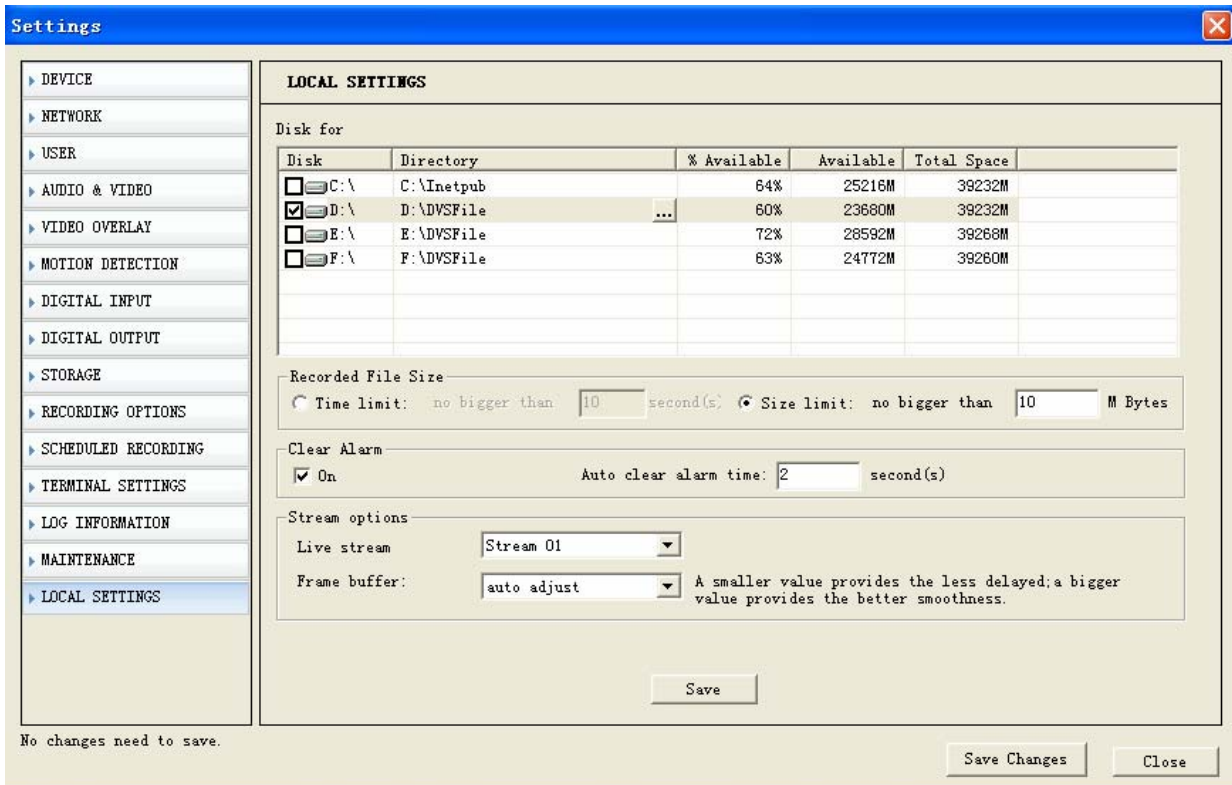 Settings
DEVICE
NETWORK
USER
AUDIO & VIDEO
VIDEO OVERLAY
MOTION DETECTION
DIGITAL INPUT
DIGITAL OUTPUT
STORAGE
RECORDING OPTIONS
SCHEDULED RECORDING
TERMINAL SETTINGS
LOG INFORMATION
MAINTENANCE
LOCAL SETTINGS
LOCAL SETTINGS
Disk for
Disk Directory % Available Available Total Space
C:\ C:\Inetpub 64% 25216M 39232M
D:\ D:\DVSFile ... 60% 23680M 39232M
E:\ E:\DVSFile 72% 28592M 39268M
F:\ F:\DVSFile 63% 24772M 39260M
Recorded File Size
Time limit: no bigger than 10 second(s) Size limit: no bigger than 10 M Bytes
Clear Alarm
On Auto clear alarm time: 2 second(s)
Stream options
Live stream Stream 01
Frame buffer: auto adjust A smaller value provides the less delayed;a bigger
value provides the better smoothness.
Save
No changes need to save.
Save Changes Close